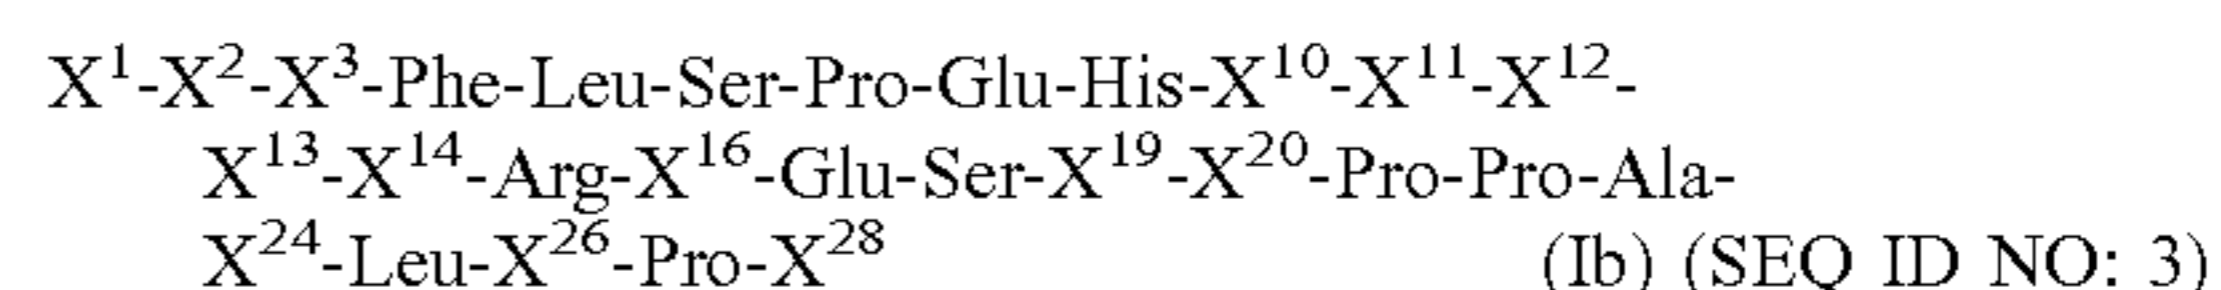 X¹-X²-X³-Phe-Leu-Ser-Pro-Glu-His-X¹⁰-X¹¹-X¹²-
X¹³-X¹⁴-Arg-X¹⁶-Glu-Ser-X¹⁹-X²⁰-Pro-Pro-Ala-
X²⁴-Leu-X²⁶-Pro-X²⁸ (Ib) (SEQ ID NO: 3)